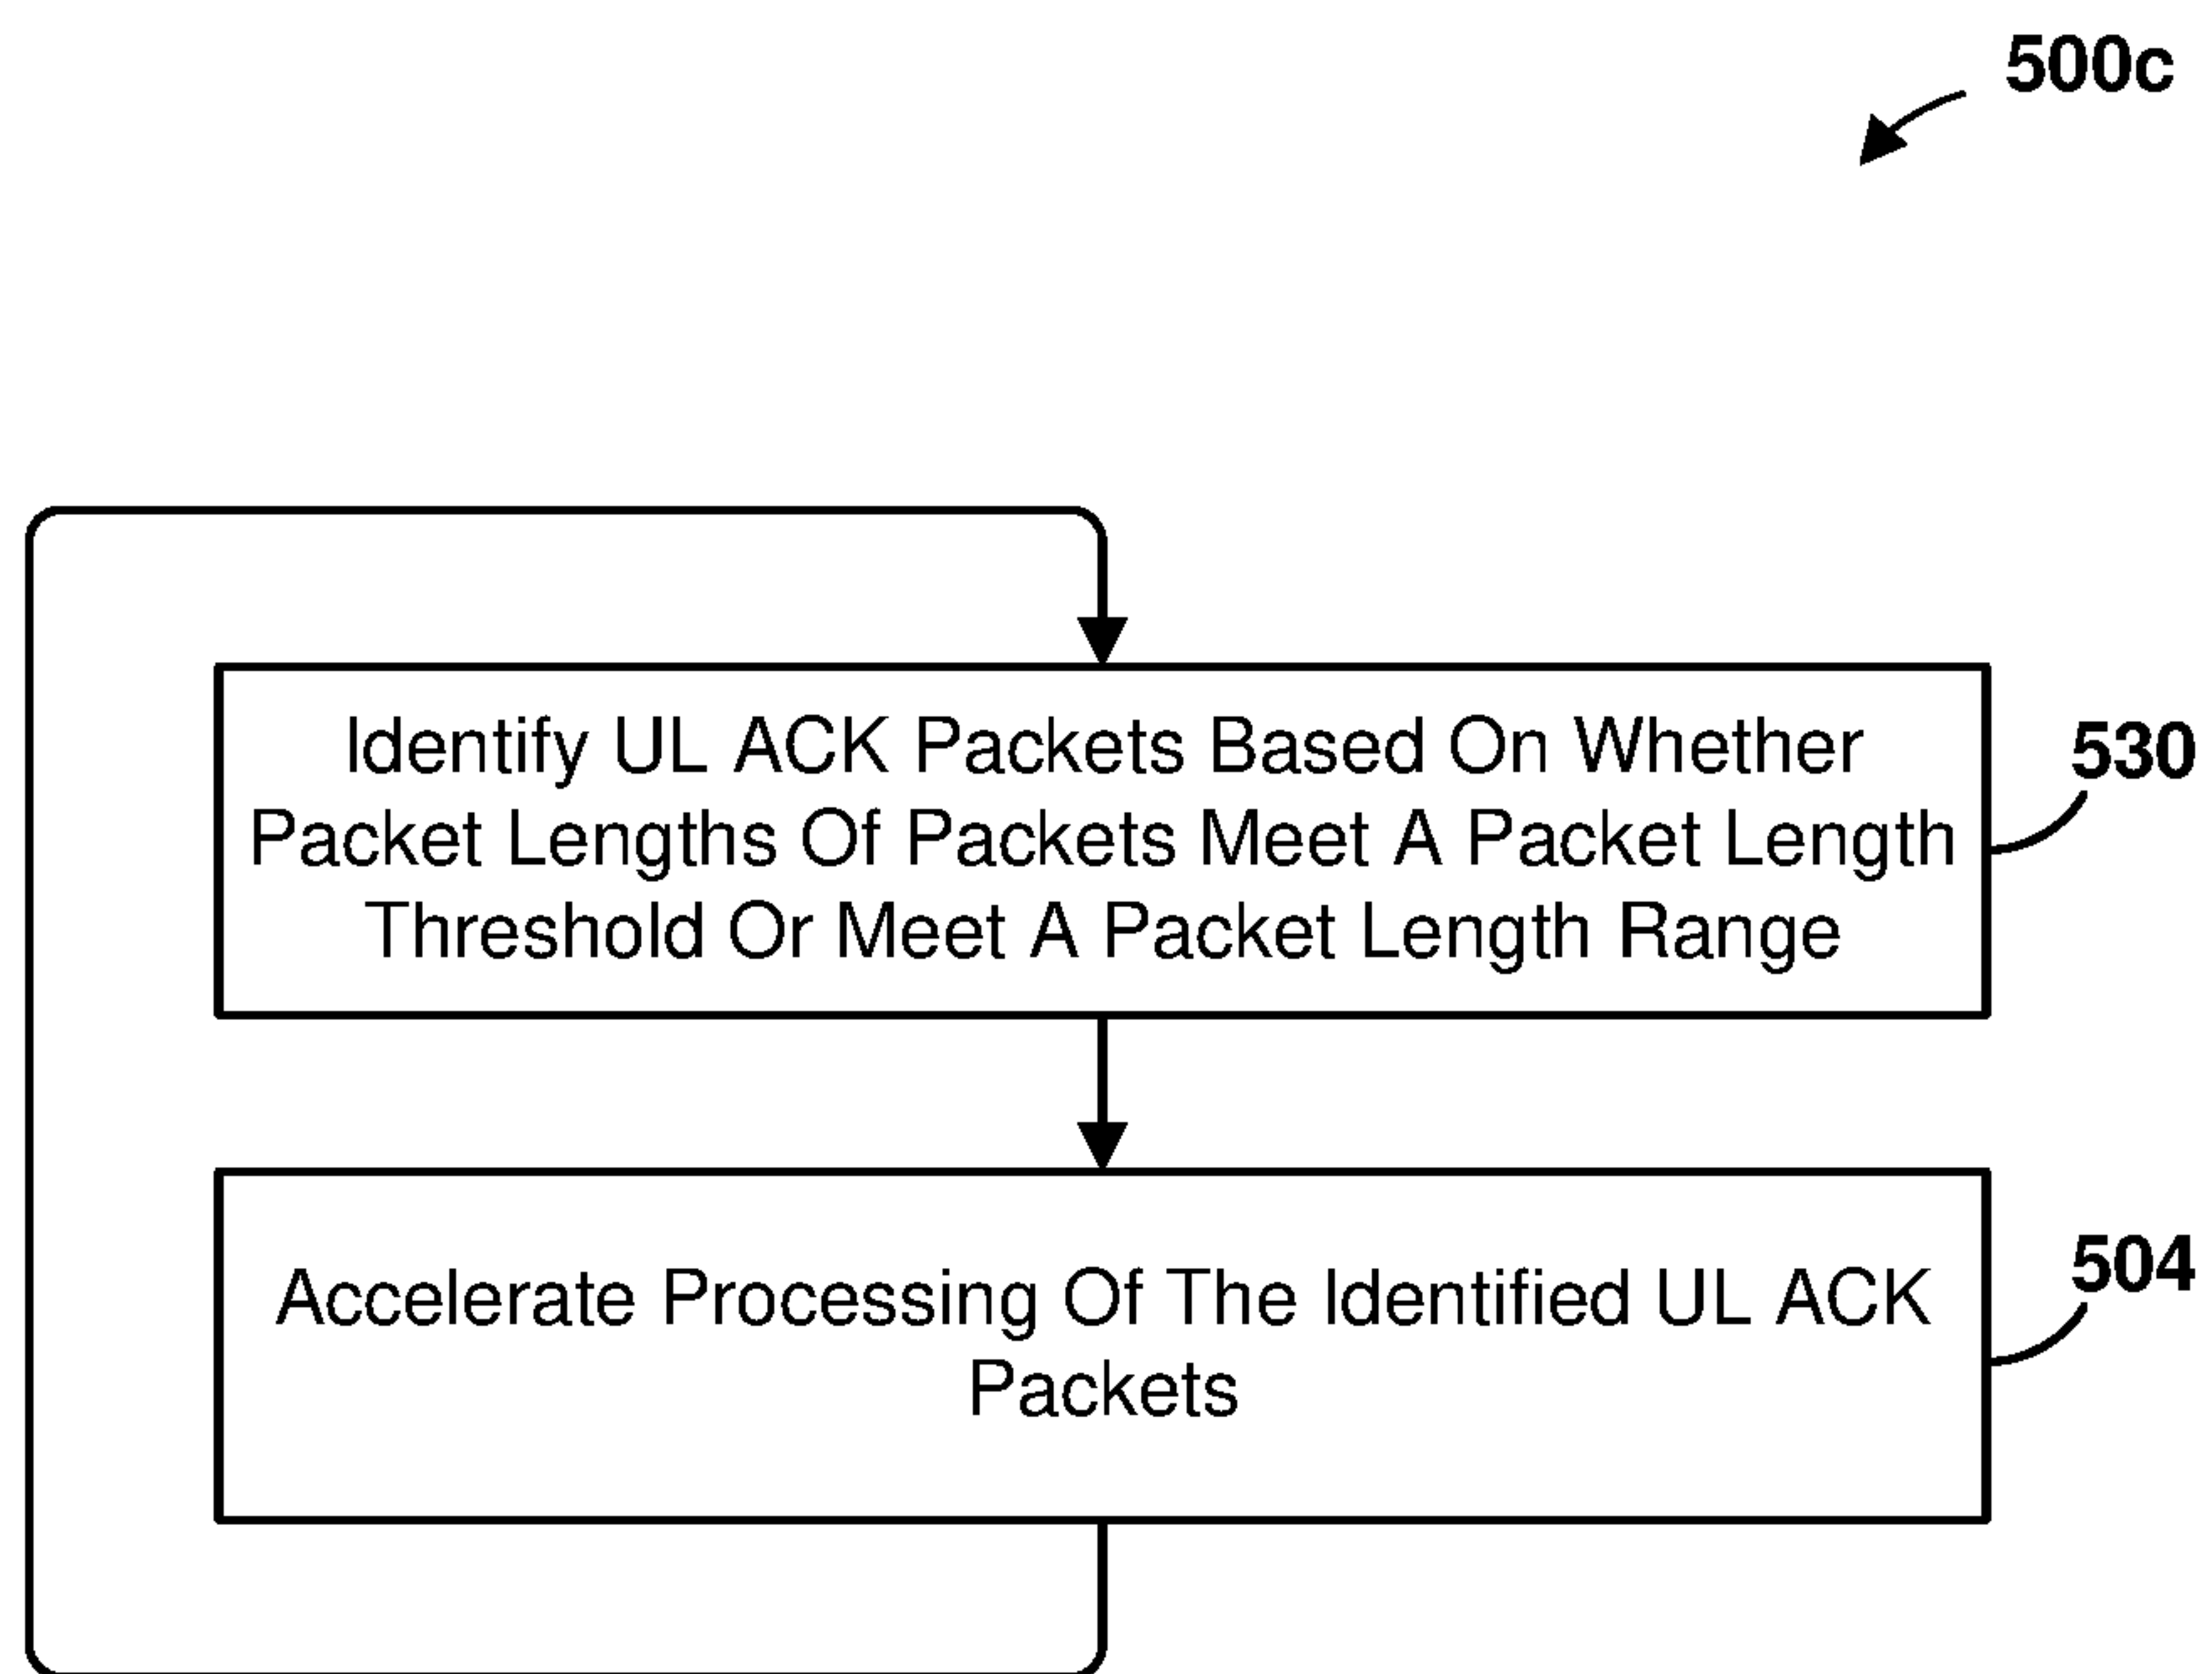 500c
Identify UL ACK Packets Based On Whether
Packet Lengths Of Packets Meet A Packet Length
Threshold Or Meet A Packet Length Range
530
Accelerate Processing Of The Identified UL ACK
Packets
504